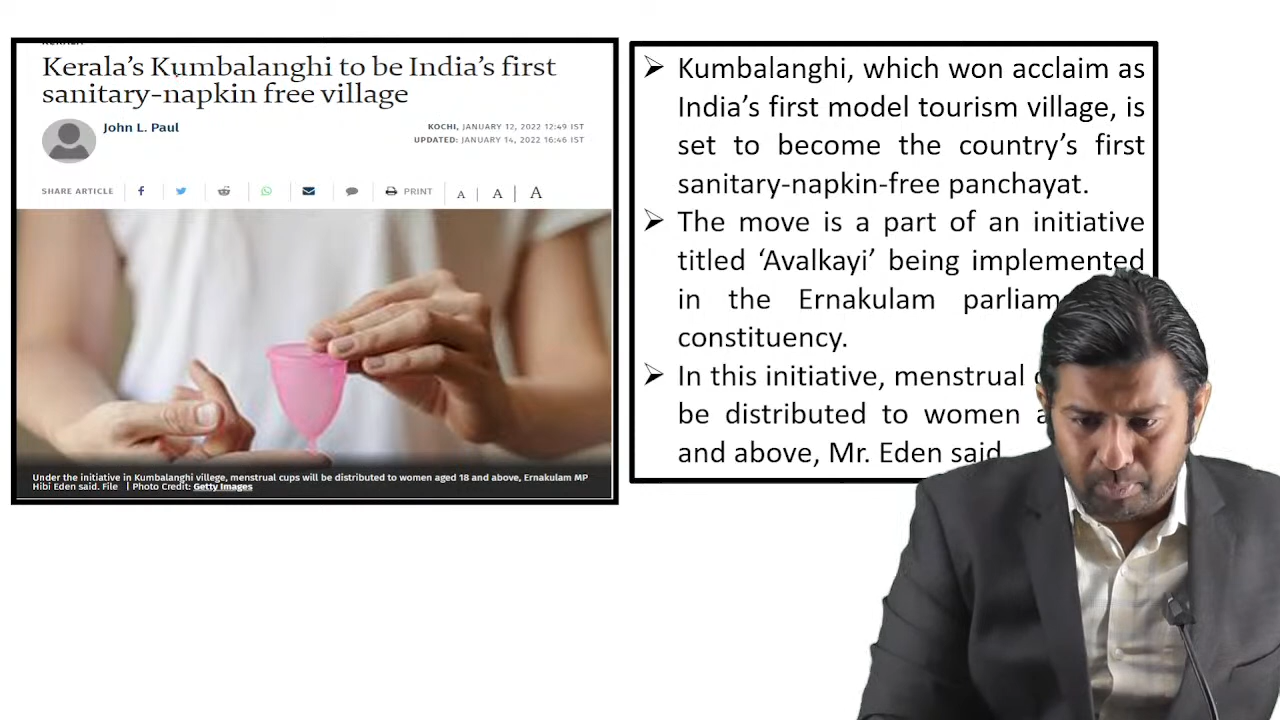 Kerala’s Kumbalanghi to be India’s first
sanitary-napkin free village
John L. Paul
KOCHI, JANUARY 12, 2022 12:49 IST
UPDATED: JANUARY 14, 2022 16:46 IST
SHARE ARTICLE
PRINT
A | A | A
Under the initiative in Kumbalanghi villege, menstrual cups will be distributed to women aged 18 and above, Ernakulam MP
Hibi Eden said. File | Photo Credit: Getty Images
➢ Kumbalanghi, which won acclaim as
India’s first model tourism village, is
set to become the country’s first
sanitary-napkin-free panchayat.
➢ The move is a part of an initiative
titled ‘Avalkayi’ being implemented
in the Ernakulam parliam
constituency.
➢ In this initiative, menstrual
be distributed to women
and above, Mr. Eden said